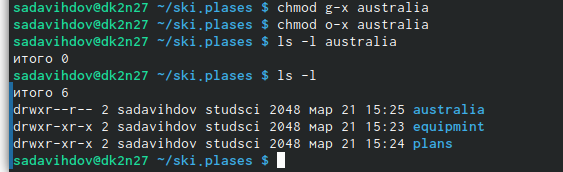 sadavihdov@dk2n27 ~/ski.plases $ chmod g-x australia
sadavihdov@dk2n27 ~/ski.plases $ chmod o-x australia
sadavihdov@dk2n27 ~/ski.plases $ ls -l australia
итого 0
sadavihdov@dk2n27 ~/ski.plases $ ls -l
итого 6
drwxr--r-- 2 sadavihdov studsci 2048 мар 21 15:25 australia
drwxr-xr-x 2 sadavihdov studsci 2048 мар 21 15:23 equipmint
drwxr-xr-x 2 sadavihdov studsci 2048 мар 21 15:24 plans
sadavihdov@dk2n27 ~/ski.plases $